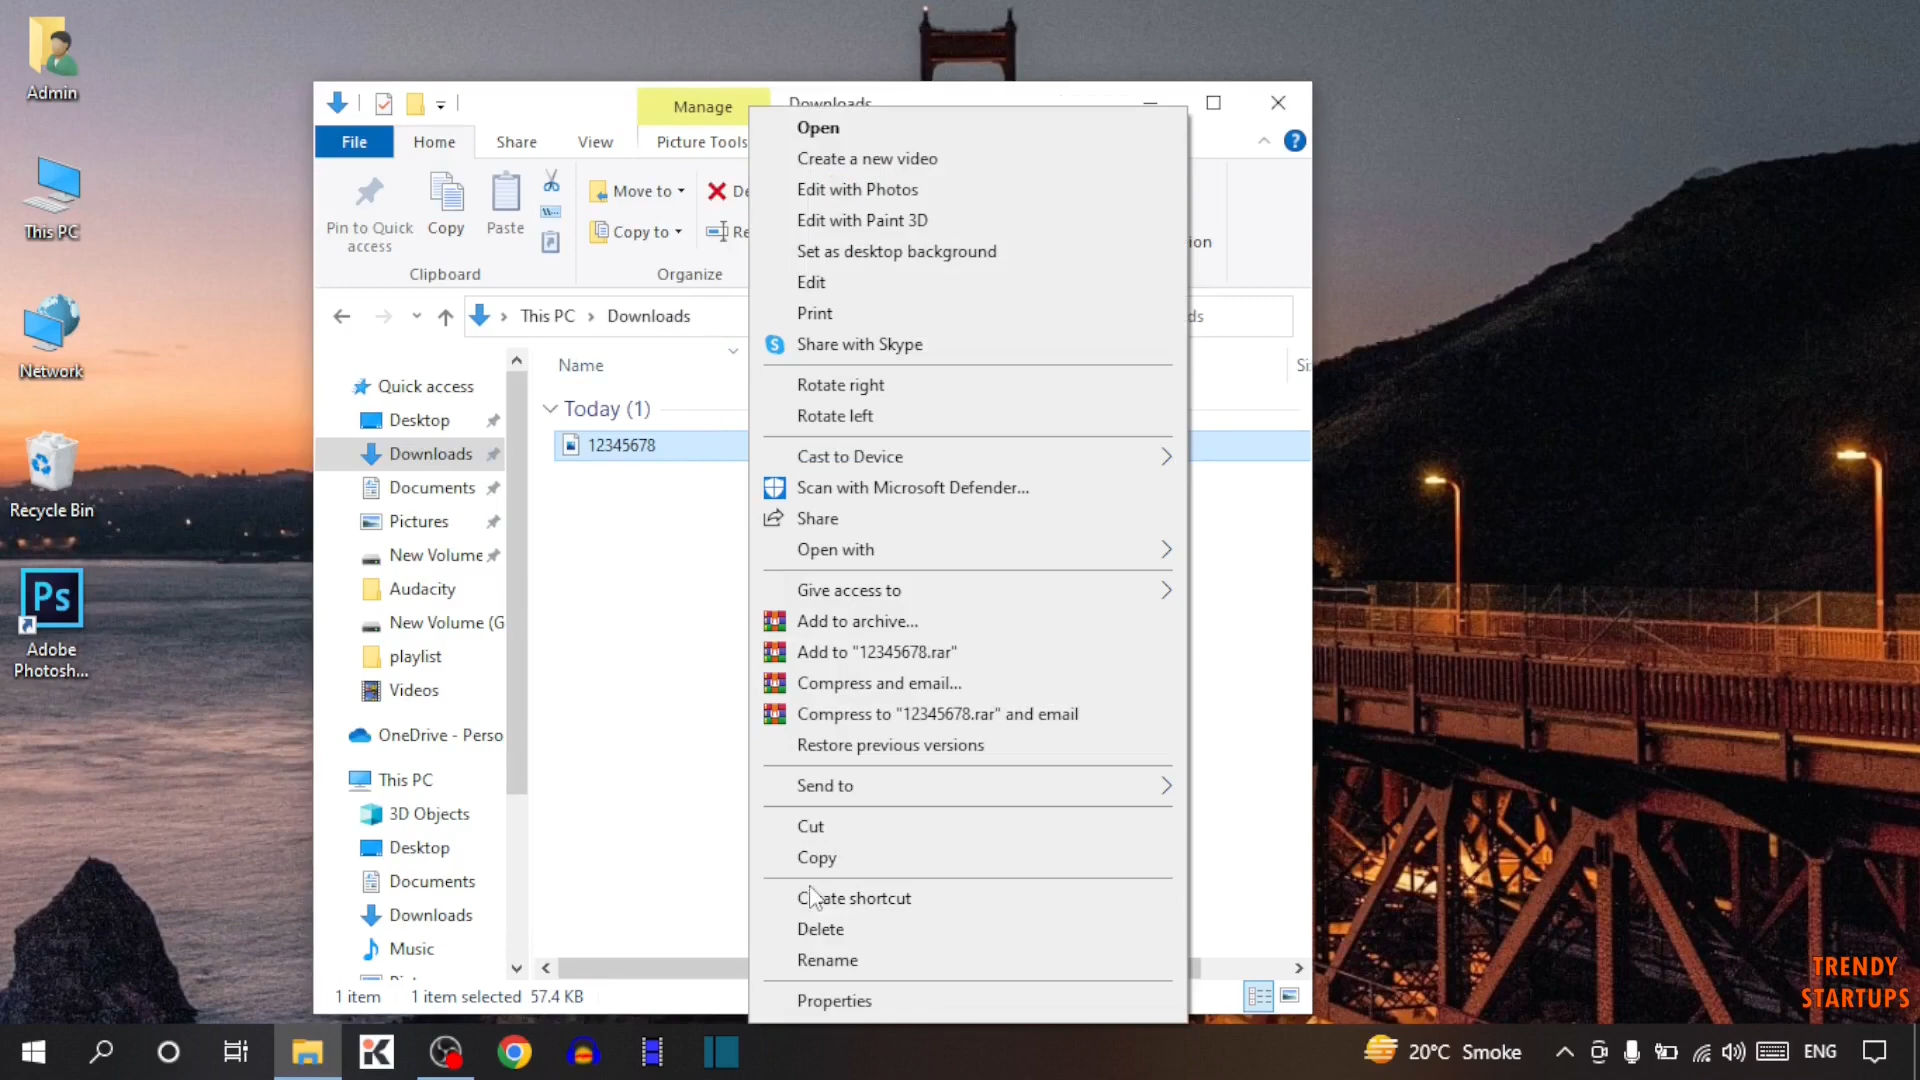 Admin
This PC
Network
Recycle Bin
Ps
Adobe
Photosh...
Manage
Downloads
File
Home
Share
View
Picture Tools
Pin to Quick
access
Copy
Paste
Move to
Copy to
De
Re
ion
Clipboard
Organize
This PC
Downloads
ds
Name
Si
Today (1)
12345678
Quick access
Desktop
Downloads
Documents
Pictures
New Volume
Audacity
New Volume (G
playlist
Videos
OneDrive - Perso
This PC
3D Objects
Desktop
Documents
Downloads
Music
1 item
1 item selected 57.4 KB
Open
Create a new video
Edit with Photos
Edit with Paint 3D
Set as desktop background
Edit
Print
Share with Skype
Rotate right
Rotate left
Cast to Device
Scan with Microsoft Defender...
Share
Open with
Give access to
Add to archive...
Add to "12345678.rar"
Compress and email...
Compress to "12345678.rar" and email
Restore previous versions
Send to
Cut
Copy
Create shortcut
Delete
Rename
Properties
TRENDY
STARTUPS
20°C Smoke
ENG